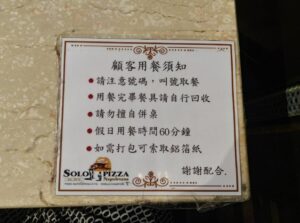 顧客用餐須知
●請注意號碼，叫號取餐
●用餐完畢餐具請自行回收
●請勿擅自併桌
●假日用餐時間60分鐘
●如需打包可索取鋁箔紙
SOLO PIZZA
Napoletana
謝謝配合.